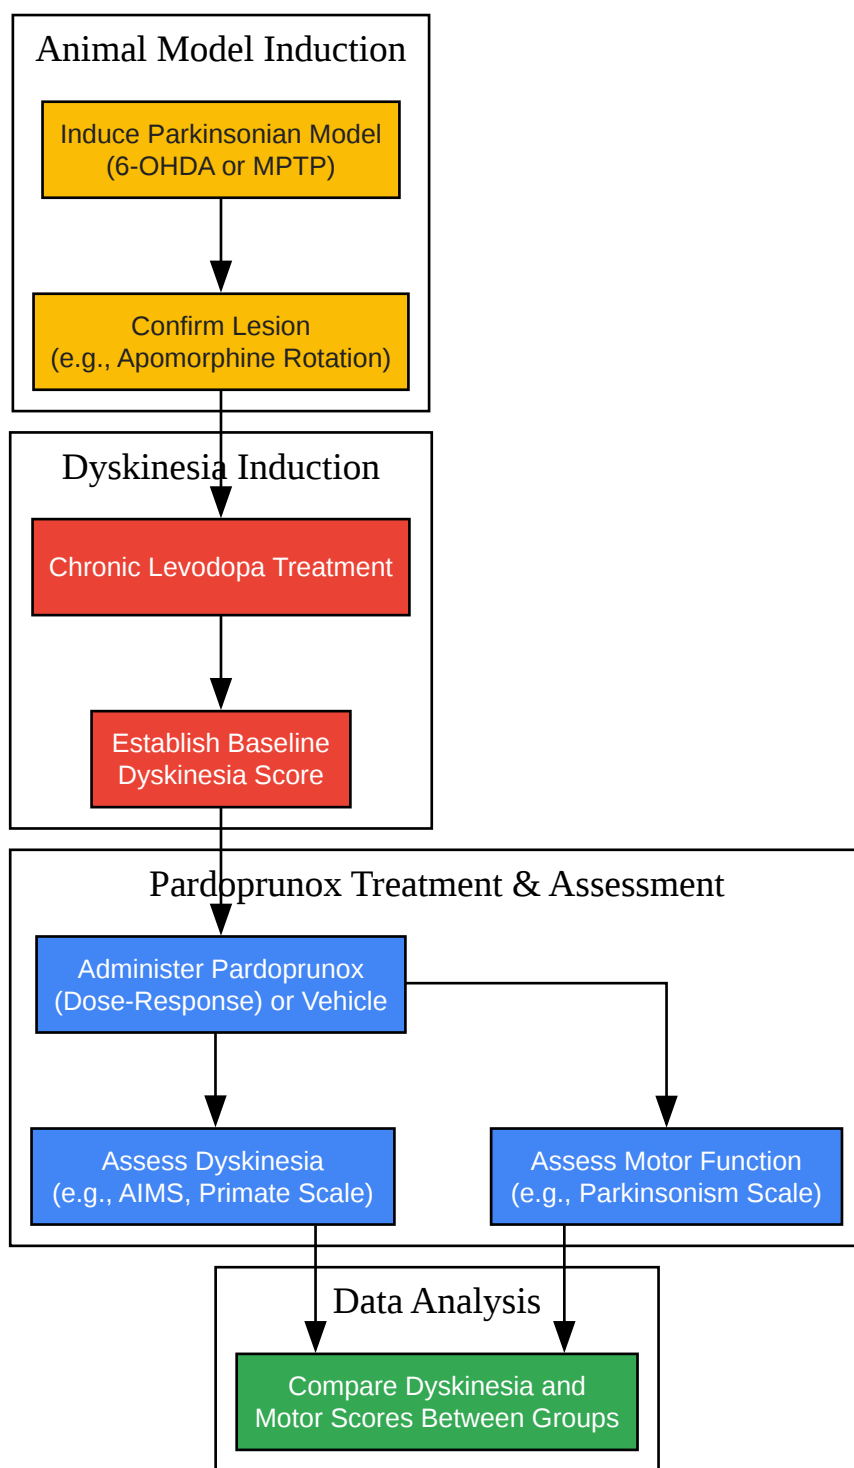 Animal Model Induction
Induce Parkinsonian Model
(6-OHDA or MPTP)
Confirm Lesion
(e.g., Apomorphine Rotation)
Dyskinesia Induction
Chronic Levodopa Treatment
Establish Baseline
Dyskinesia Score
Pardoprunox Treatment & Assessment
Administer Pardoprunox
(Dose-Response) or Vehicle
Assess Dyskinesia
(e.g., AIMS, Primate Scale)
Assess Motor Function
(e.g., Parkinsonism Scale)
Data Analysis
Compare Dyskinesia and
Motor Scores Between Groups